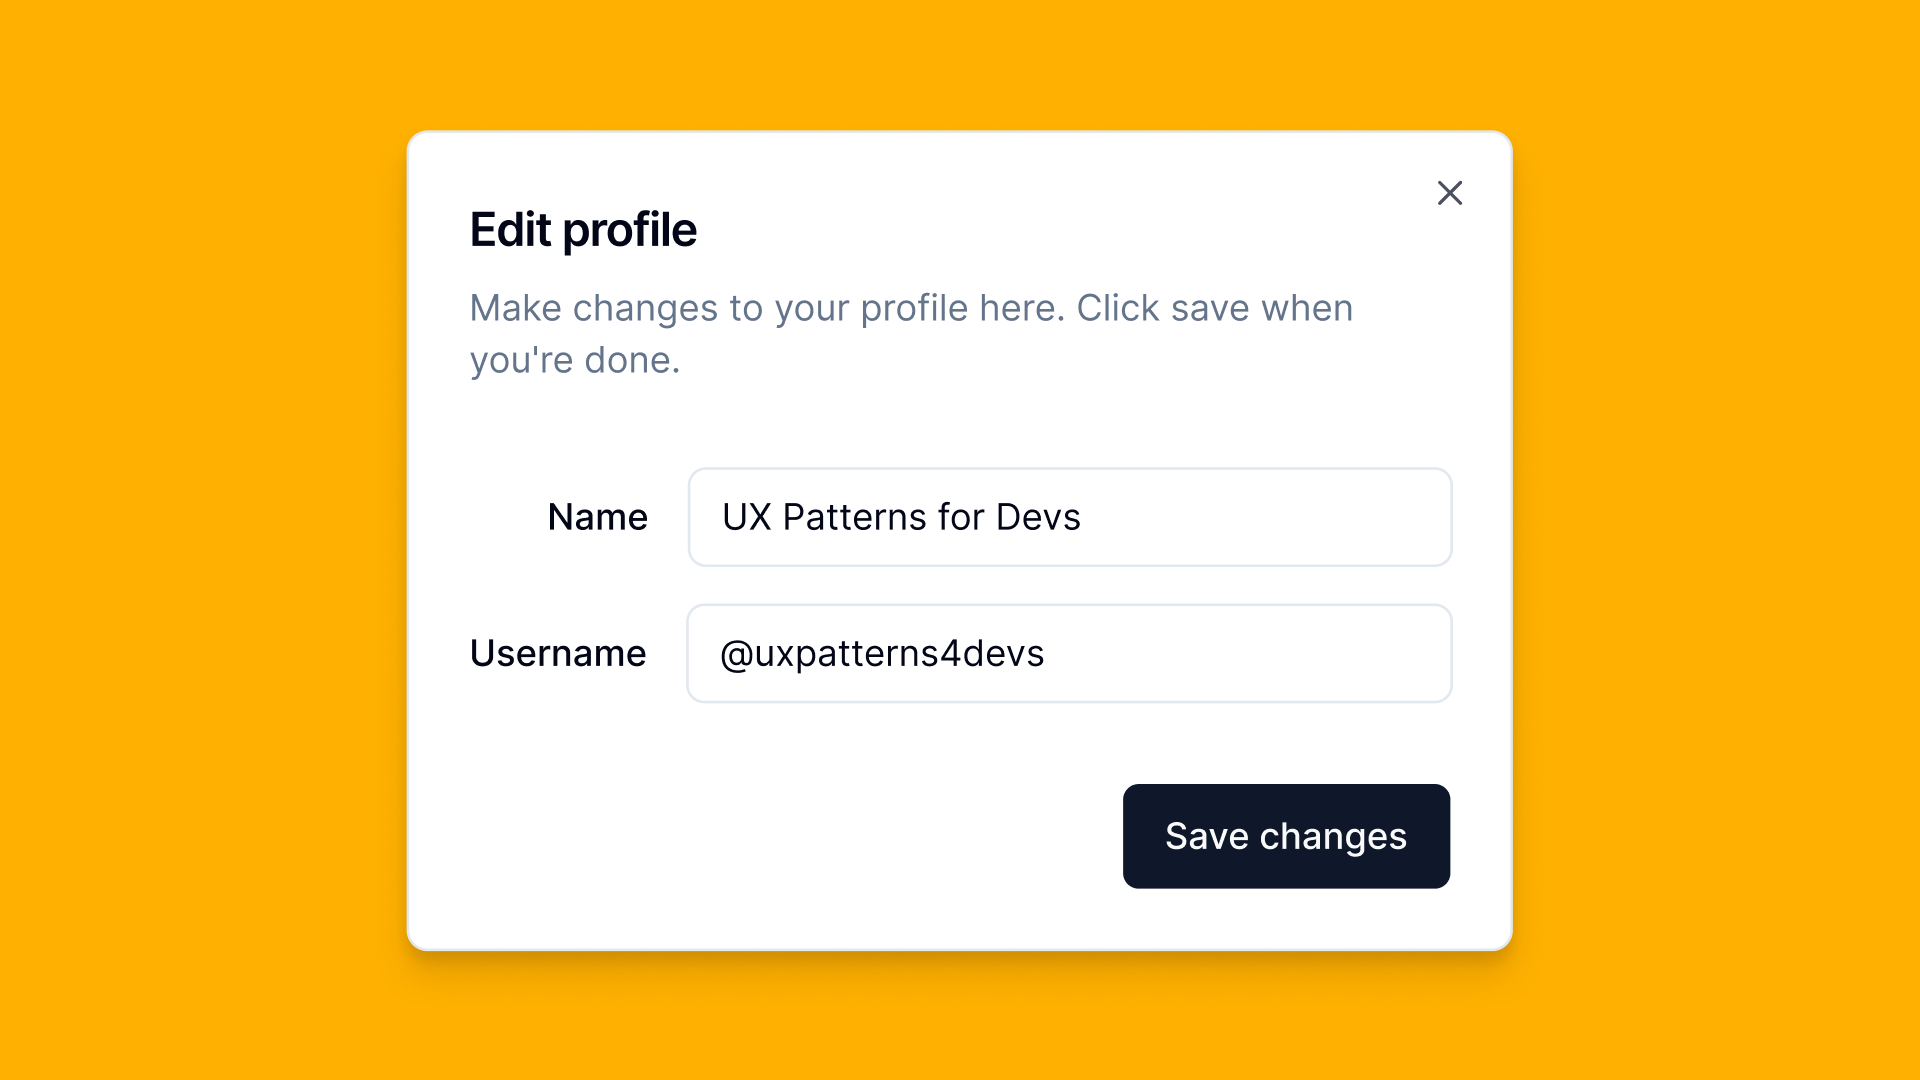 Edit profile
Make changes to your profile here. Click save when
you're done.
Name
UX Patterns for Devs
Username
@uxpatterns4devs
Save changes